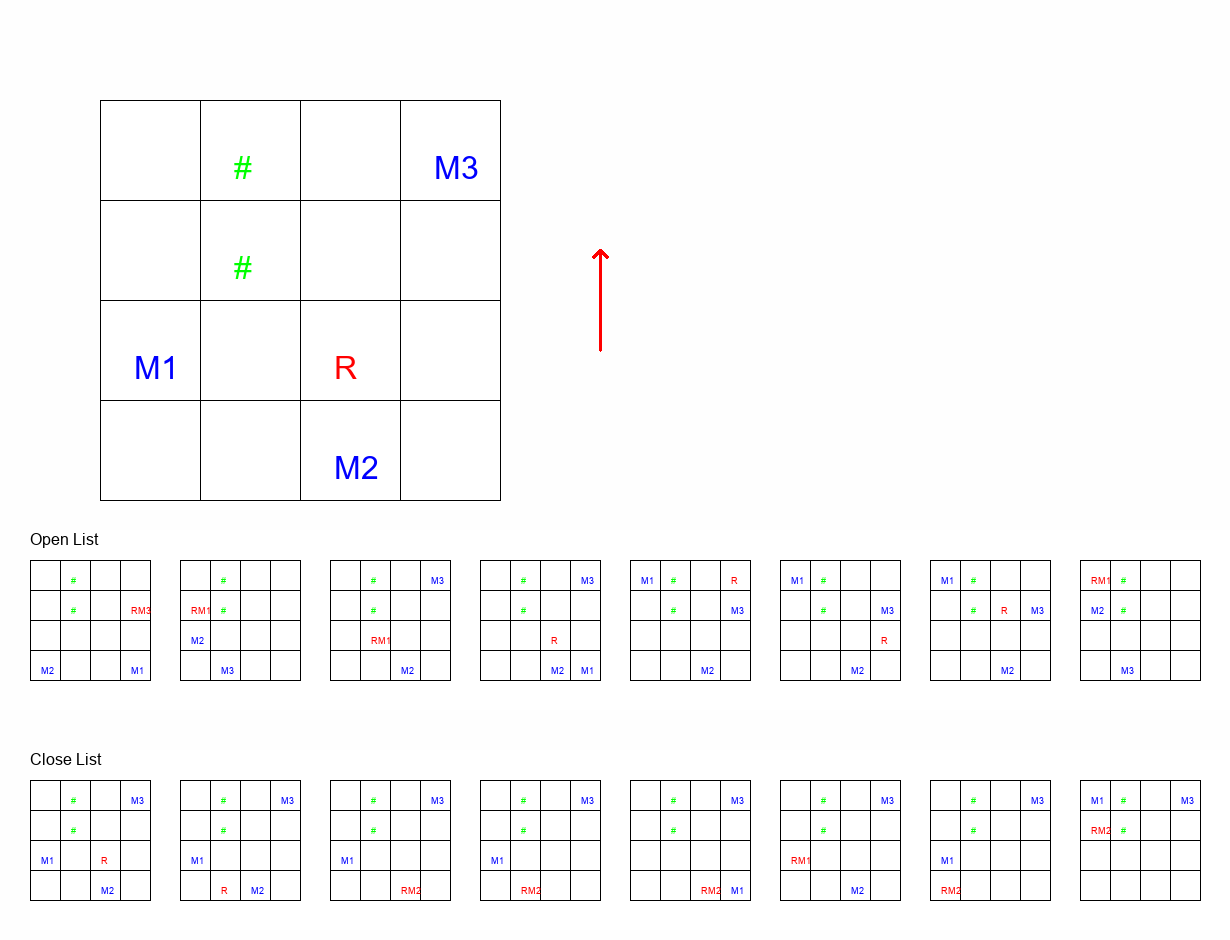 # M3
#
M1 R
M2
Open List
# # # M3 # M3 M1 # R M1 # M1 # RM1 #
# RM3 RM1 # # # # M3 # M3 # R M3 M2 #
M2 RM1 R R
M2 M1 M3 M2 M2 M1 M2 M2 M2 M3
Close List
# M3 # M3 # M3 # M3 # M3 # M3 # M3 M1 # M3
# # # # # # # RM2 #
M1 R M1 M1 M1 RM1 M1
M2 R M2 RM2 RM2 RM2 M1 M2 RM2